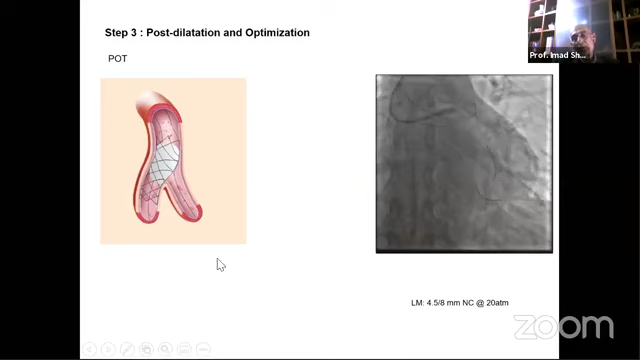 Step 3 : Post-dilatation and Optimization
Prof. Imad Sh...
POT
LM: 4.5/8 mm NC @ 20atm
zoom